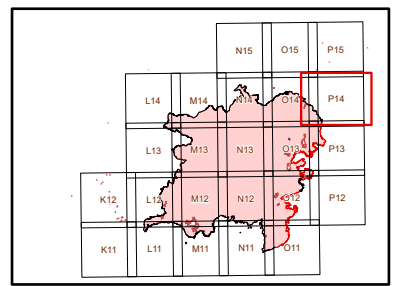 N15 O15 P15
L14 M14 N14 O14 P14
L13 M13 N13 O13 P13
K12 L12 M12 N12 O12 P12
K11 L11 M11 N11 O11